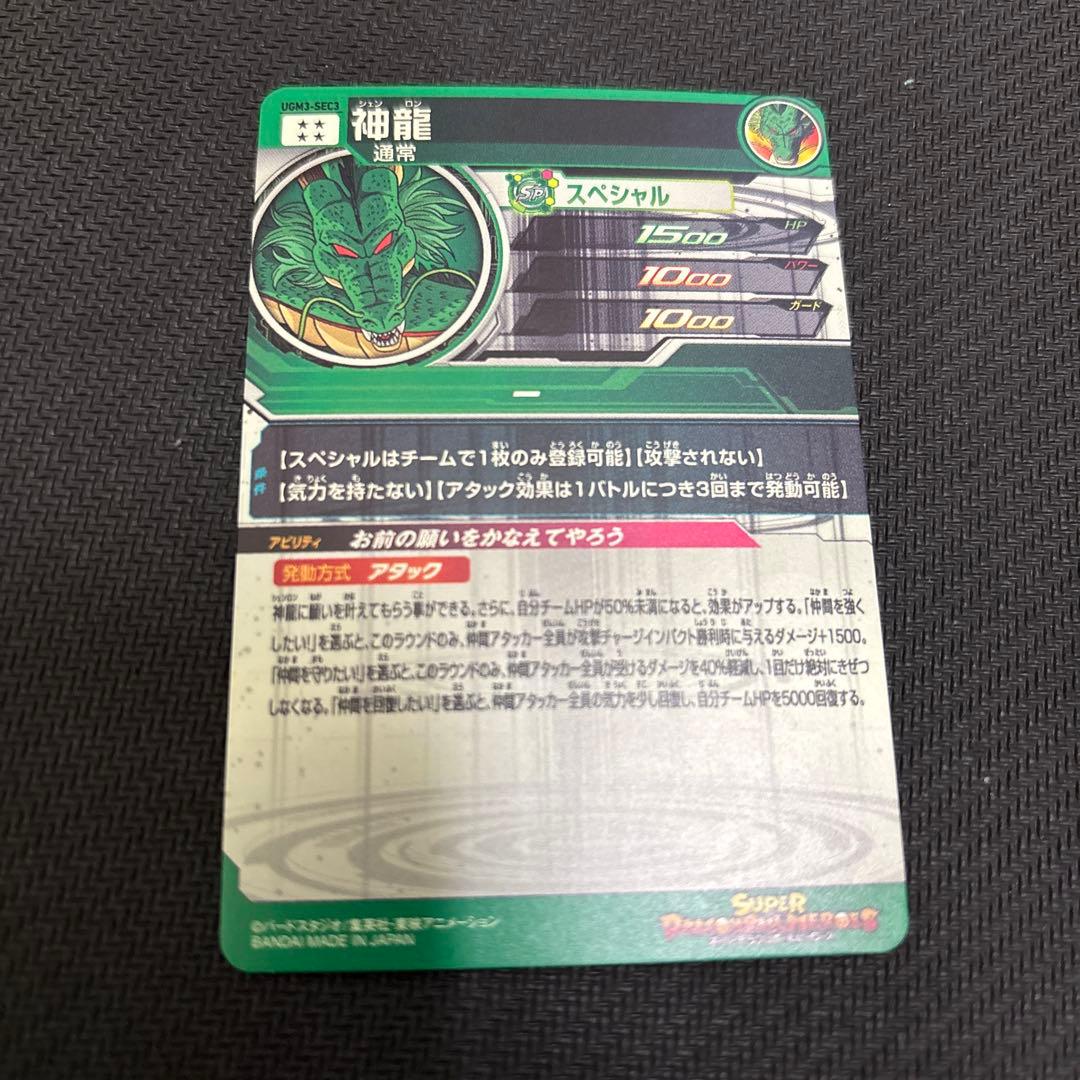 UGM3-SEC3
シェン ロン
神龍
通常
SP スペシャル
1500 HP
1000 パワー
1000 ガード
ー
条件
【スペシャルはチームで1枚のみ登録可能】【攻撃されない】
【気力を持たない】【アタック効果は1バトルにつき3回まで発動可能】
アビリティ お前の願いをかなえてやろう
発動方式 アタック
神龍に願いを叶えてもらう事ができる。さらに、自分チームHPが50%未満になると、効果がアップする。「仲間を強く
したい!」を選ぶと、このラウンドのみ、仲間アタッカー全員が攻撃チャージインパクト勝利時に与えるダメージ+1500。
「仲間を守りたい!」を選ぶと、このラウンドのみ、仲間アタッカー全員が受けるダメージを40%軽減し、1回だけ絶対にきぜつ
しなくなる。「仲間を回復したい!」を選ぶと、仲間アタッカー全員の気力を少し回復し、自分チームHPを5000回復する。
©バードスタジオ/集英社・東映アニメーション
BANDAI MADE IN JAPAN
SUPER
DRAGONBALL HEROES